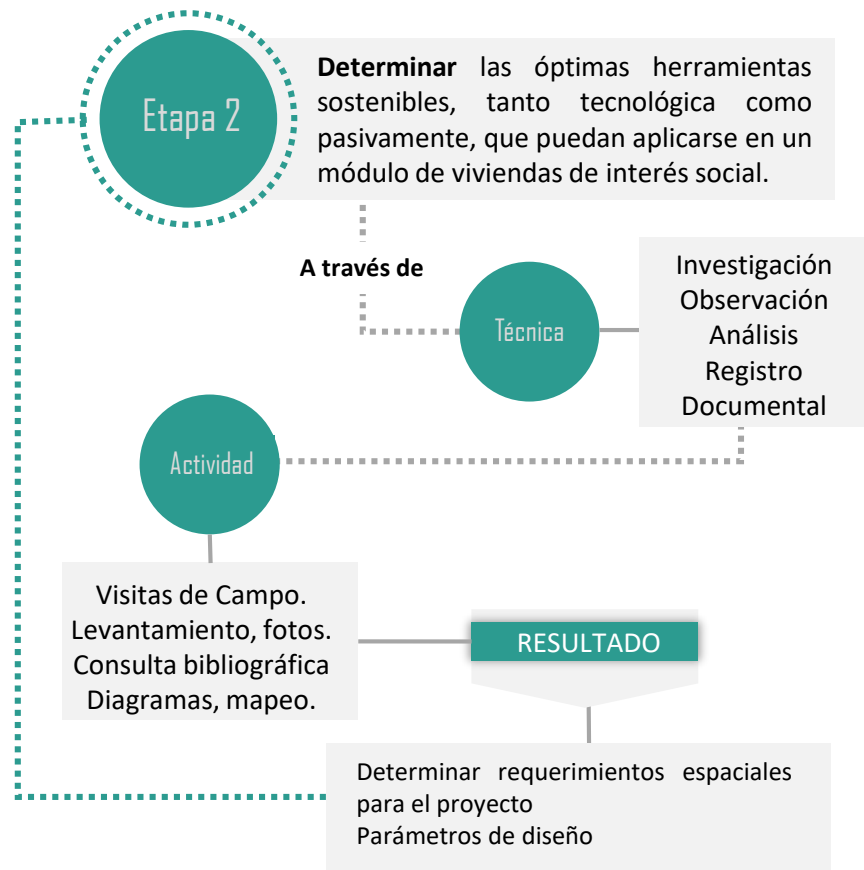 Etapa 2
Determinar las óptimas herramientas
sostenibles, tanto tecnológica como
pasivamente, que puedan aplicarse en un
módulo de viviendas de interés social.
A través de
Técnica
Investigación
Observación
Análisis
Registro
Documental
Actividad
Visitas de Campo.
Levantamiento, fotos.
Consulta bibliográfica
Diagramas, mapeo.
RESULTADO
Determinar requerimientos espaciales
para el proyecto
Parámetros de diseño